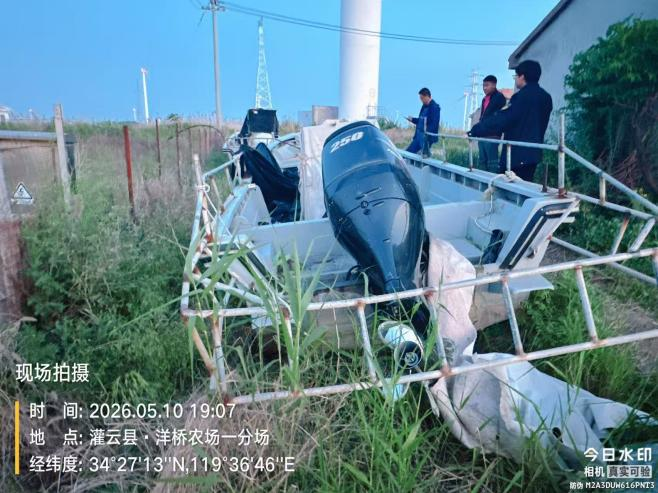 250
现场拍摄
时 间: 2026.05.10 19:07
地 点: 灌云县·洋桥农场一分场
经纬度: 34°27'13"N,119°36'46"E
今日水印
相机 真实可验
防伪 M2A3DUW616PNT3